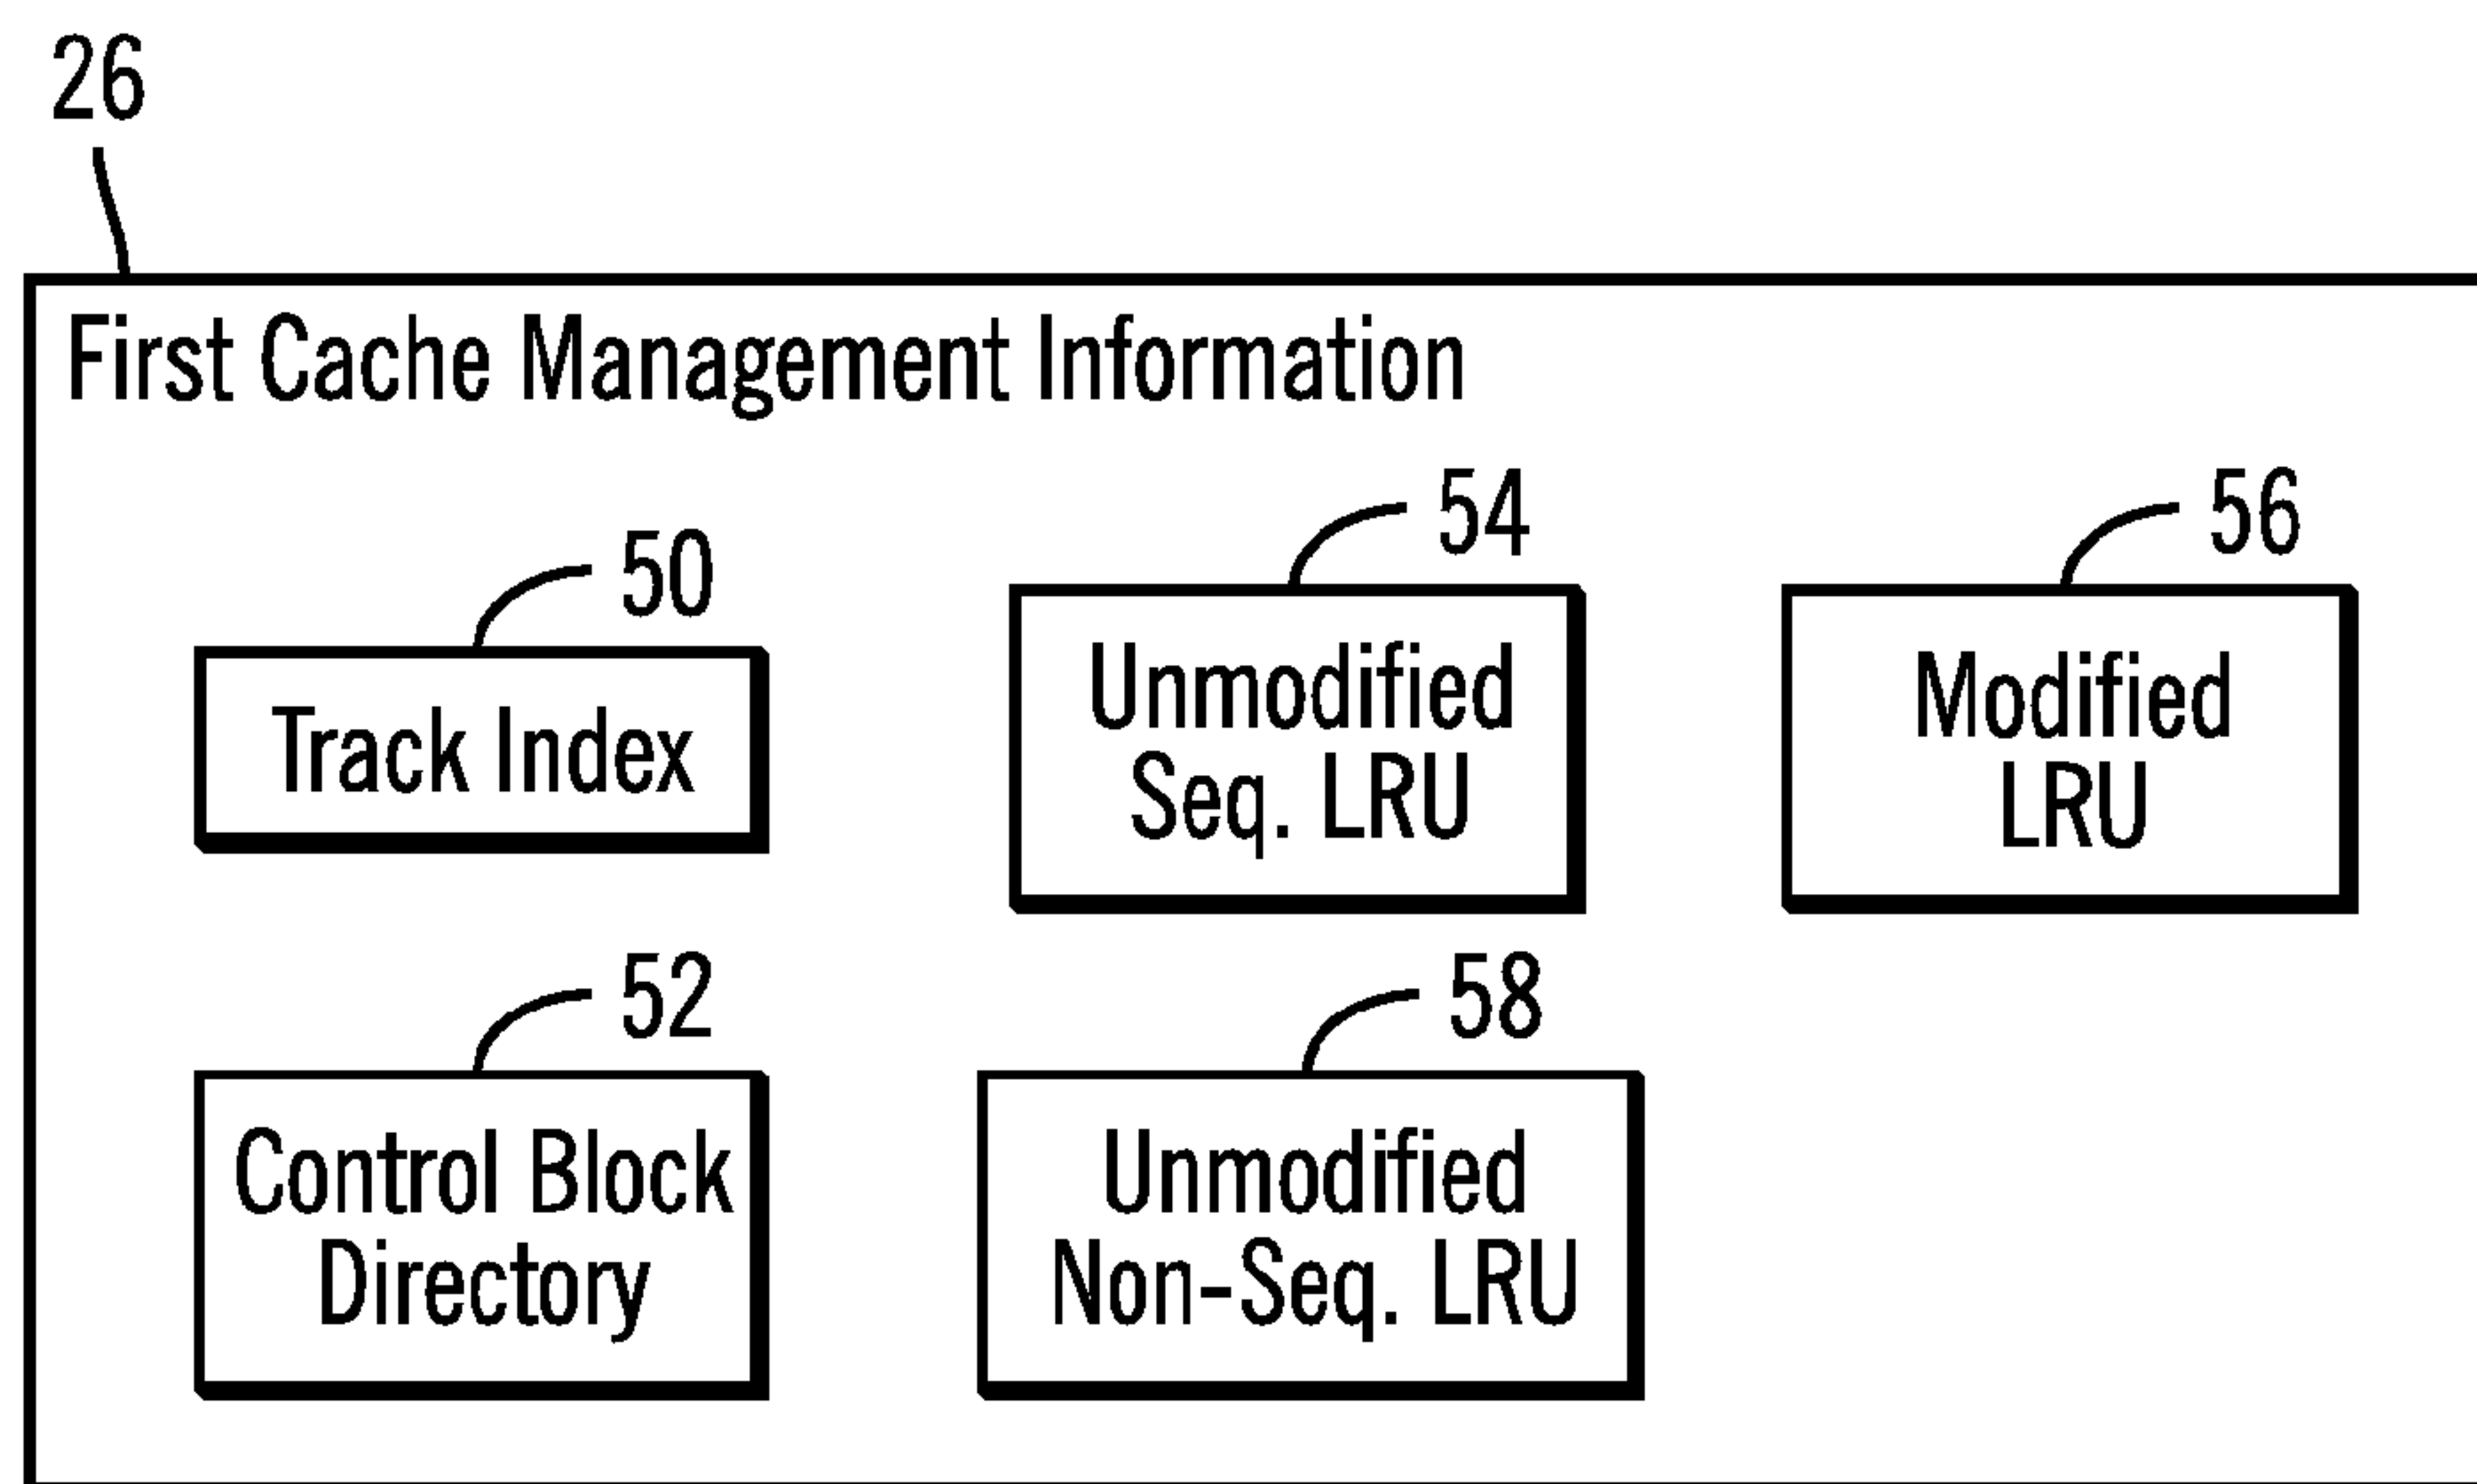 26
First Cache Management Information
50
Track Index
54
Unmodified
Seq. LRU
56
Modified
LRU
52
Control Block
Directory
58
Unmodified
Non-Seq. LRU